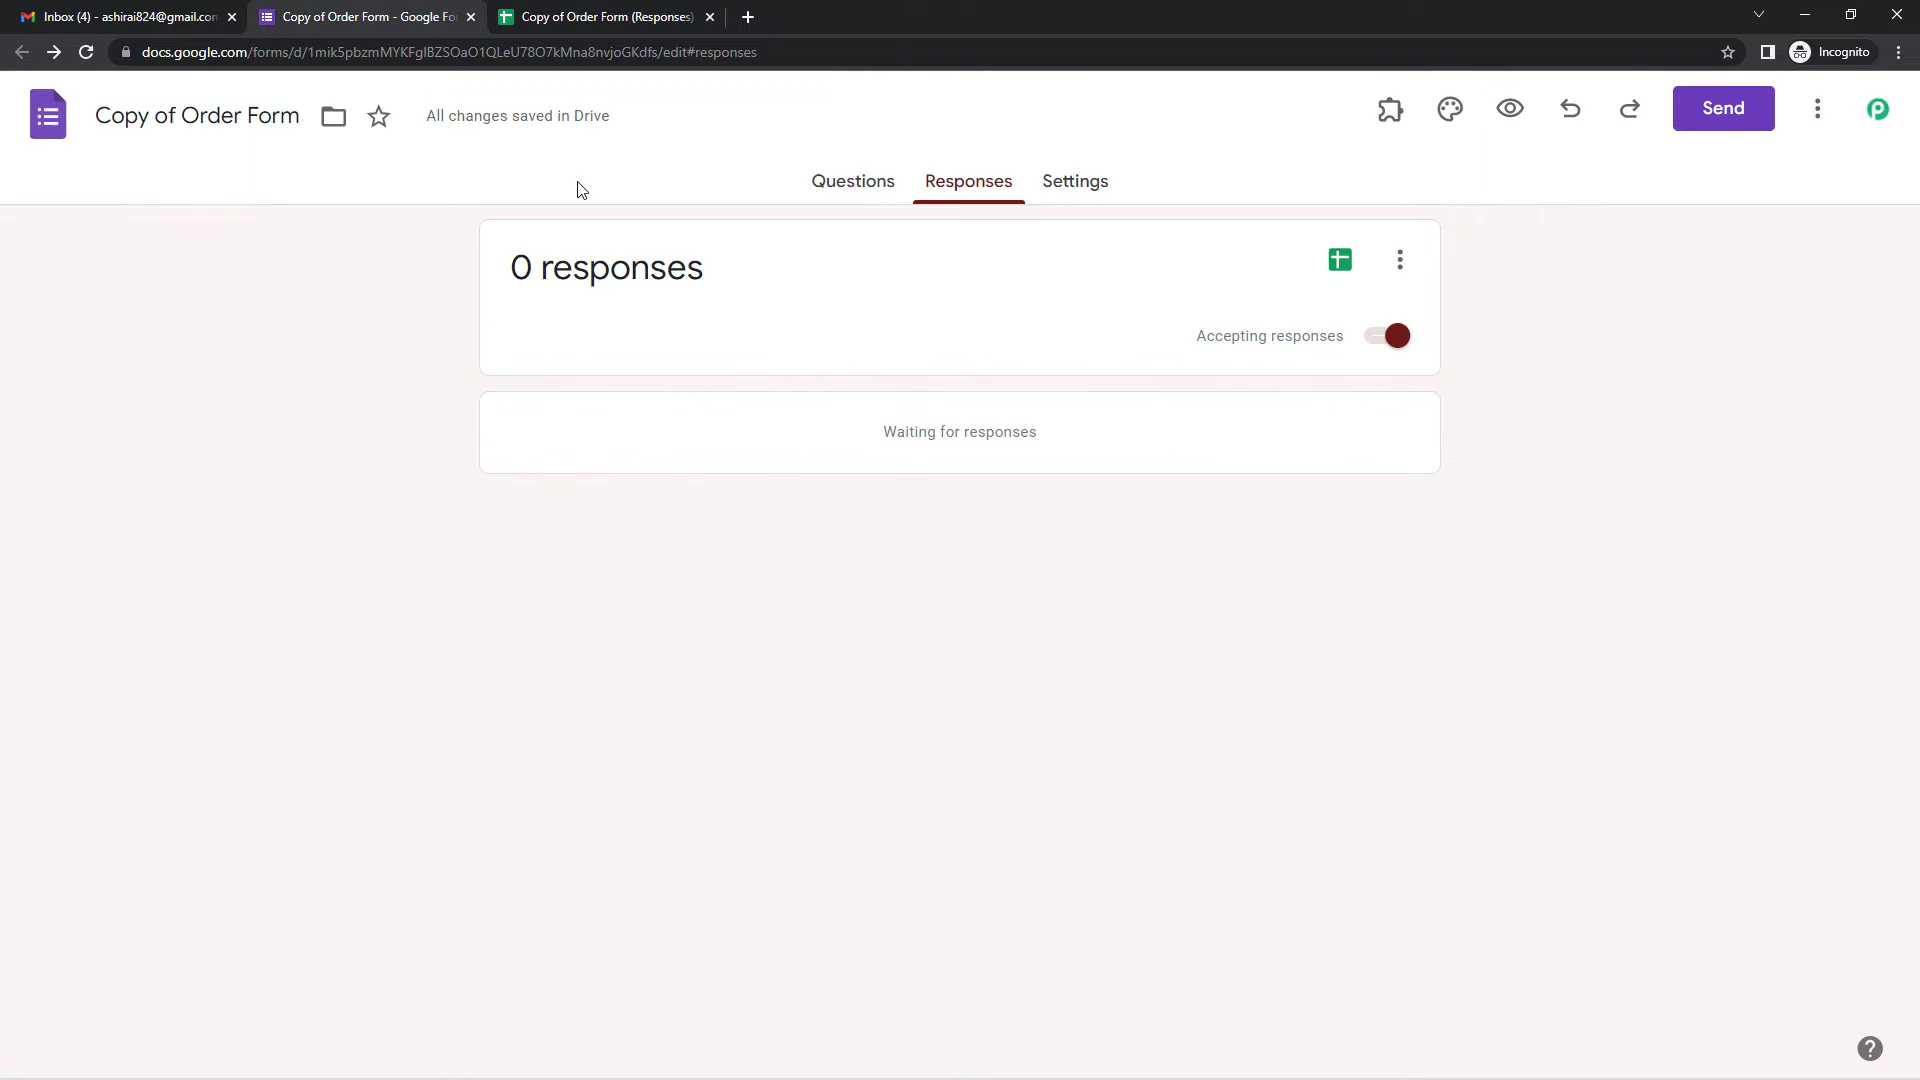 Inbox (4) - ashirai824@gmail.com
Copy of Order Form - Google Fo
Copy of Order Form (Responses)
docs.google.com/forms/d/1mik5pbzmMYKFglBZSOaO1QLeU78O7kMna8nvjoGKdfs/edit#responses
Incognito
Copy of Order Form
All changes saved in Drive
Send
Questions
Responses
Settings
0 responses
Accepting responses
Waiting for responses